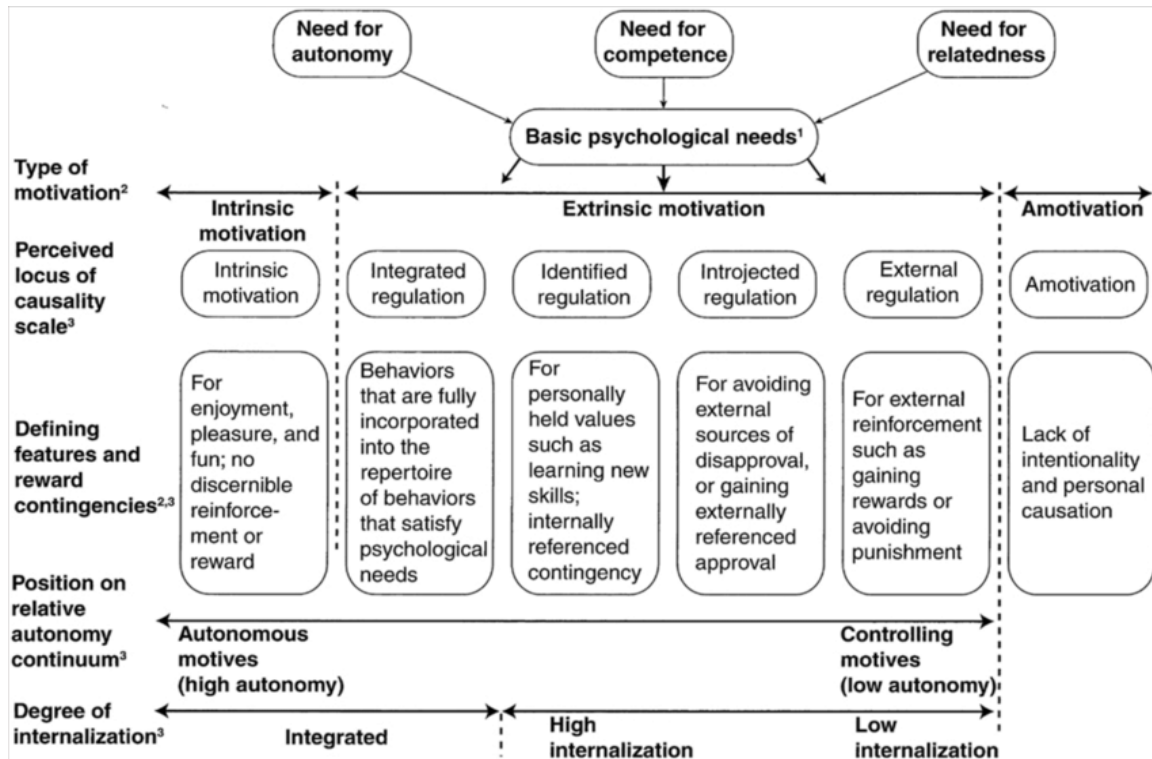 Need for
autonomy
Need for
competence
Need for
relatedness
Basic psychological needs¹
Type of
motivation²
Intrinsic
motivation
Extrinsic motivation
Amotivation
Perceived
locus of
causality
scale³
Intrinsic
motivation
Integrated
regulation
Identified
regulation
Introjected
regulation
External
regulation
Amotivation
Defining
features and
reward
contingencies²,³
For
enjoyment,
pleasure, and
fun; no
discernible
reinforce-
ment or
reward
Behaviors
that are fully
incorporated
into the
repertoire
of behaviors
that satisfy
psychological
needs
For
personally
held values
such as
learning new
skills;
internally
referenced
contingency
For avoiding
external
sources of
disapproval,
or gaining
externally
referenced
approval
For external
reinforcement
such as
gaining
rewards or
avoiding
punishment
Lack of
intentionality
and personal
causation
Position on
relative
autonomy
continuum³
Autonomous
motives
(high autonomy)
Controlling
motives
(low autonomy)
Degree of
internalization³
Integrated
High
internalization
Low
internalization